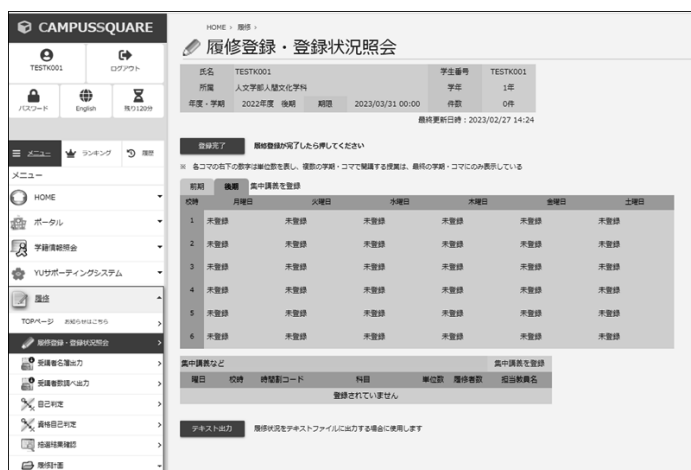 CAMPUSSQUARE
TESTK001
ログアウト
パスワード
English
残り120分
メニュー
ランキング
履歴
メニュー
HOME
ポータル
学籍情報照会
YUサポーティングシステム
履修
TOPページ お知らせはこちら
履修登録・登録状況照会
受講者名簿出力
受講者数調べ出力
自己判定
資格自己判定
抽選結果確認
履修計画
HOME › 履修 ›
履修登録・登録状況照会
氏名 TESTK001 学生番号 TESTK001
所属 人文学部人間文化学科 学年 1年
年度・学期 2022年度 後期 期限 2023/03/31 00:00 件数 0件
最終更新日時：2023/02/27 14:24
登録完了 履修登録が完了したら押してください
※ 各コマの右下の数字は単位数を表し、複数の学期・コマで開講する授業は、最終の学期・コマにのみ表示している
前期 後期 集中講義を登録
校時 月曜日 火曜日 水曜日 木曜日 金曜日 土曜日
1 未登録 未登録 未登録 未登録 未登録 未登録
2 未登録 未登録 未登録 未登録 未登録 未登録
3 未登録 未登録 未登録 未登録 未登録 未登録
4 未登録 未登録 未登録 未登録 未登録 未登録
5 未登録 未登録 未登録 未登録 未登録 未登録
6 未登録 未登録 未登録 未登録 未登録 未登録
集中講義など 集中講義を登録
曜日 校時 時間割コード 科目 単位数 履修者数 担当教員名
登録されていません
テキスト出力 履修状況をテキストファイルに出力する場合に使用します